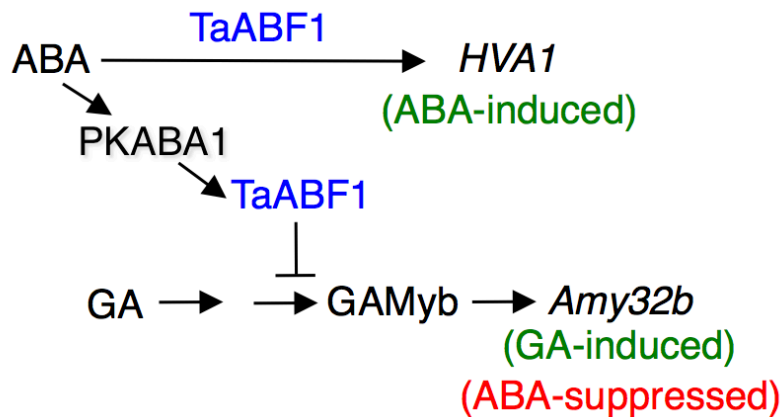 TaABF1
ABA HVA1
(ABA-induced)
PKABA1
TaABF1
GA GAMyb Amy32b
(GA-induced)
(ABA-suppressed)